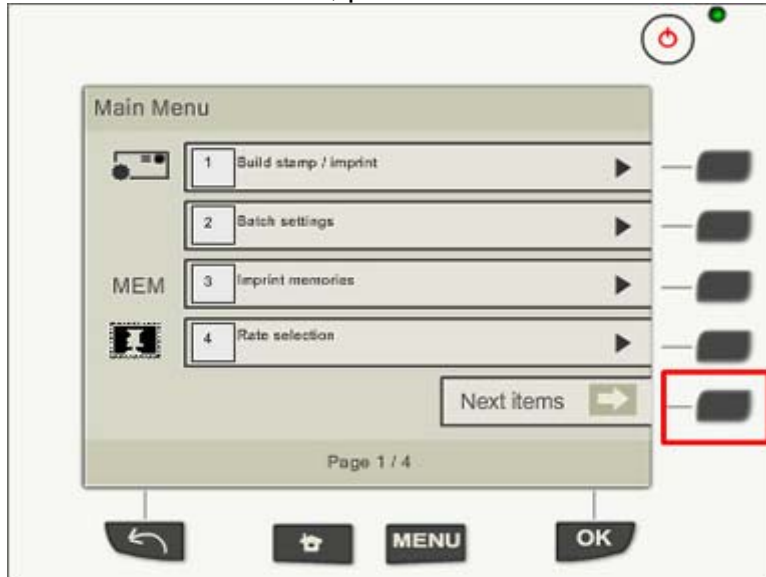 Main Menu
1 Build stamp / imprint
2 Batch settings
MEM 3 Imprint memories
4 Rate selection
Next items
Page 1 / 4
MENU OK